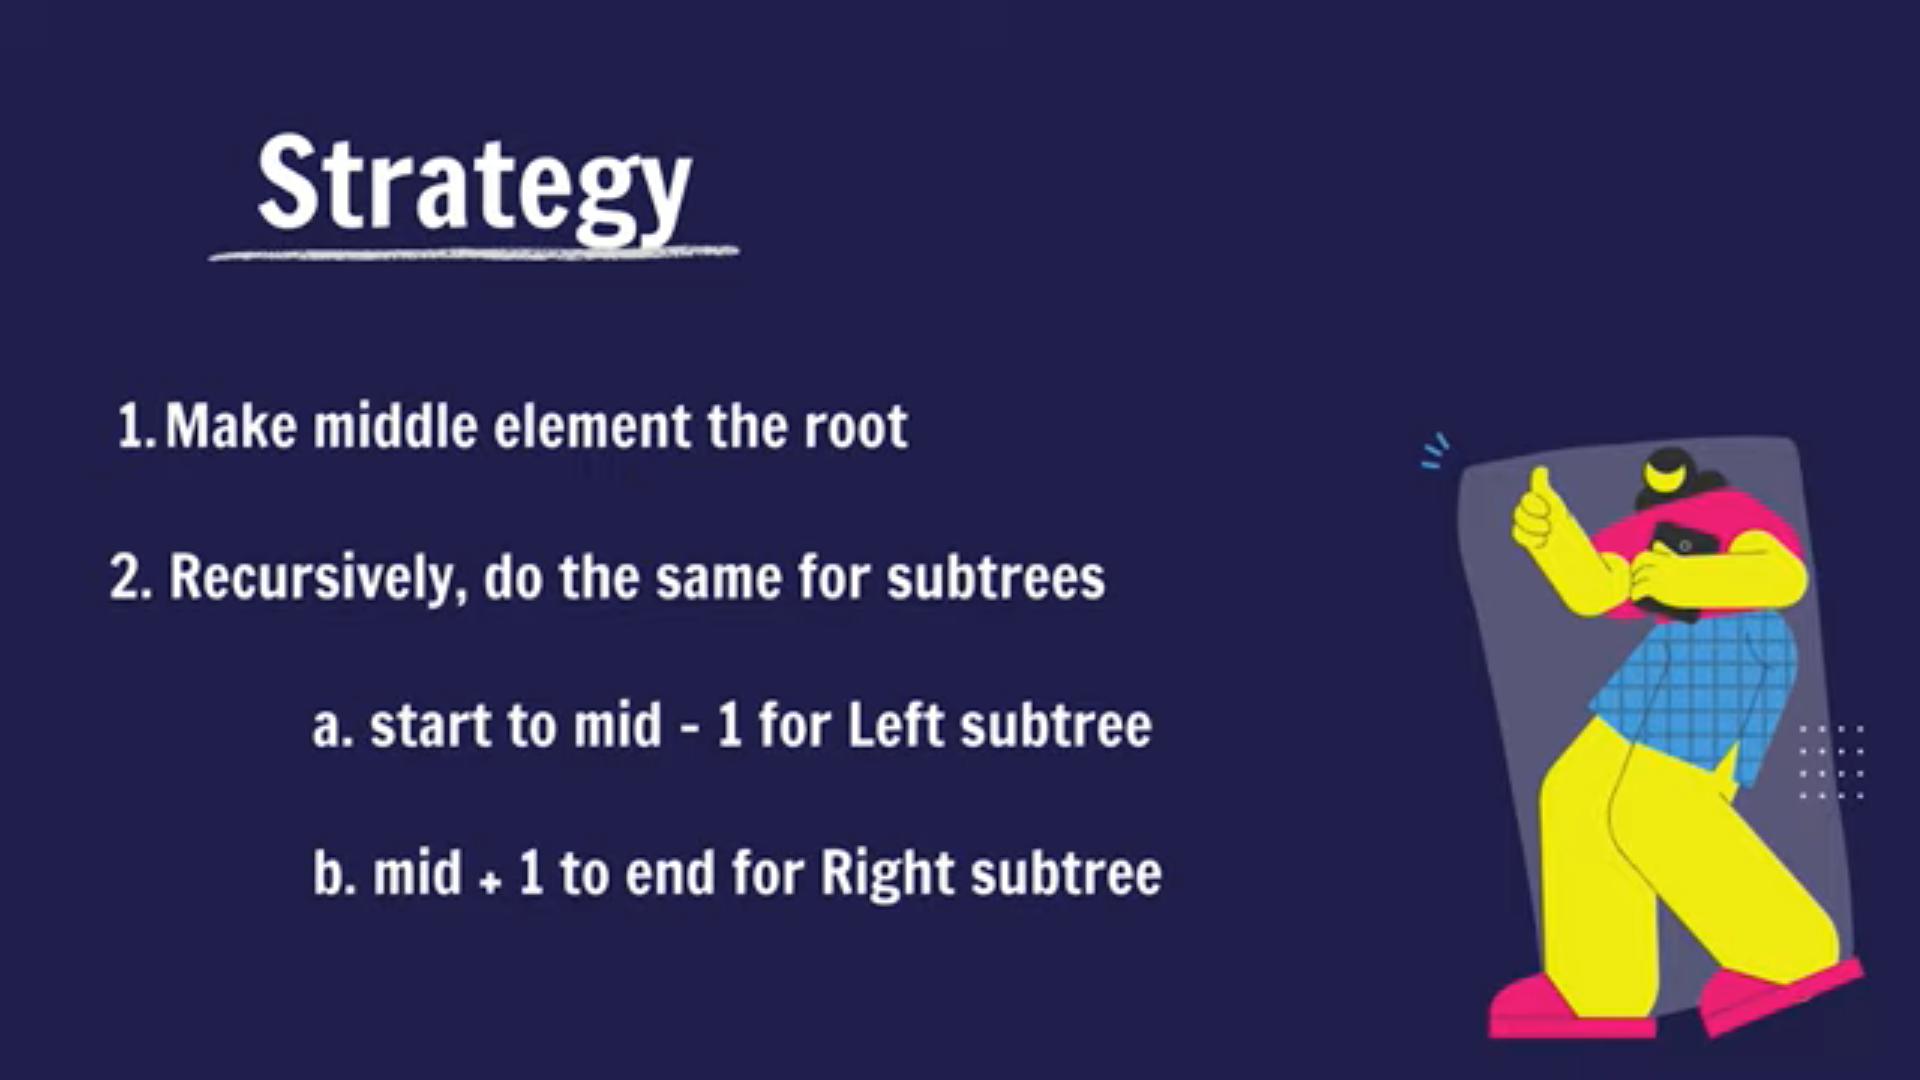 Strategy
1. Make middle element the root
2. Recursively, do the same for subtrees
a. start to mid - 1 for Left subtree
b. mid + 1 to end for Right subtree